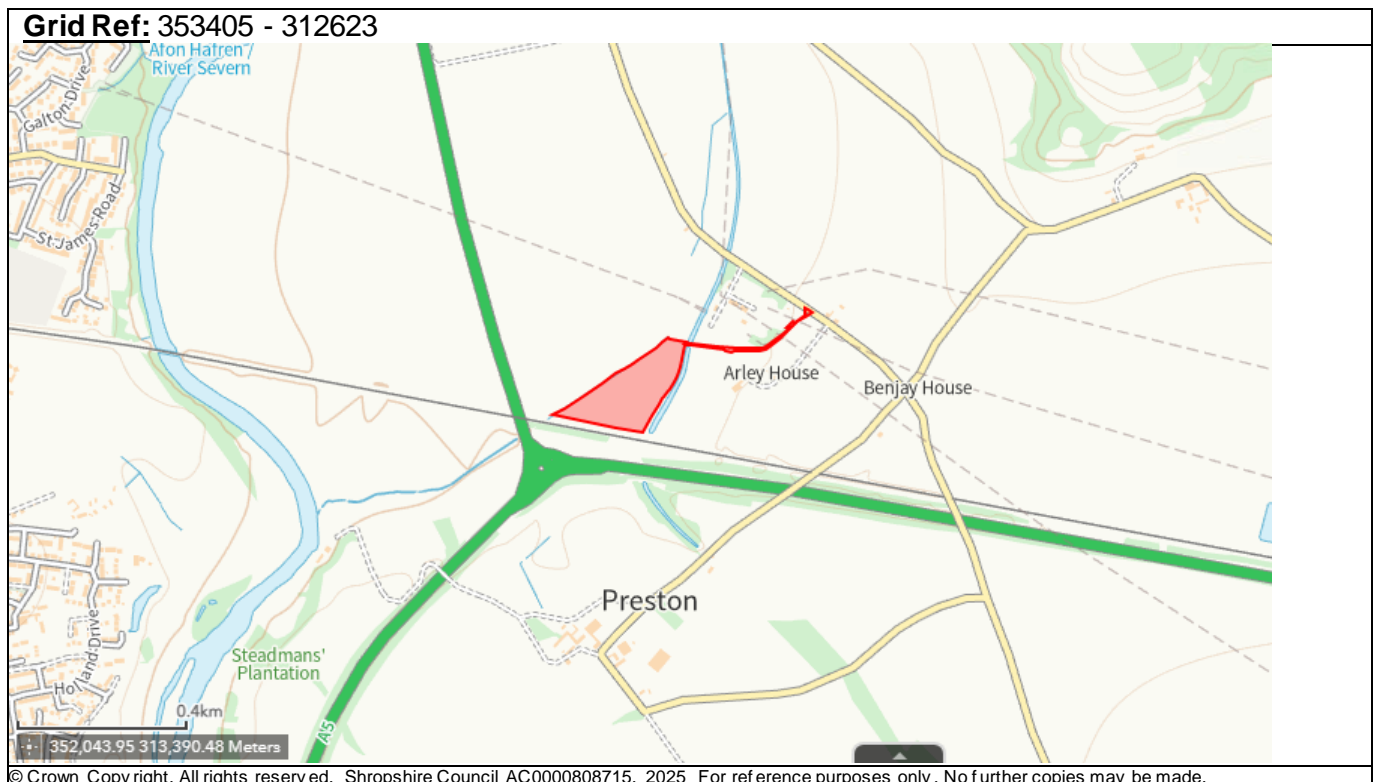 Grid Ref: 353405 - 312623
Afon Hafren /
River Severn
Galton Drive
St James Road
Arley House
Benjay House
Preston
Steadmans'
Plantation
Holland Drive
0.4km
A5
352,043.95 313,390.48 Meters
© Crown Copyright. All rights reserved. Shropshire Council AC0000808715. 2025 For reference purposes only. No further copies may be made.